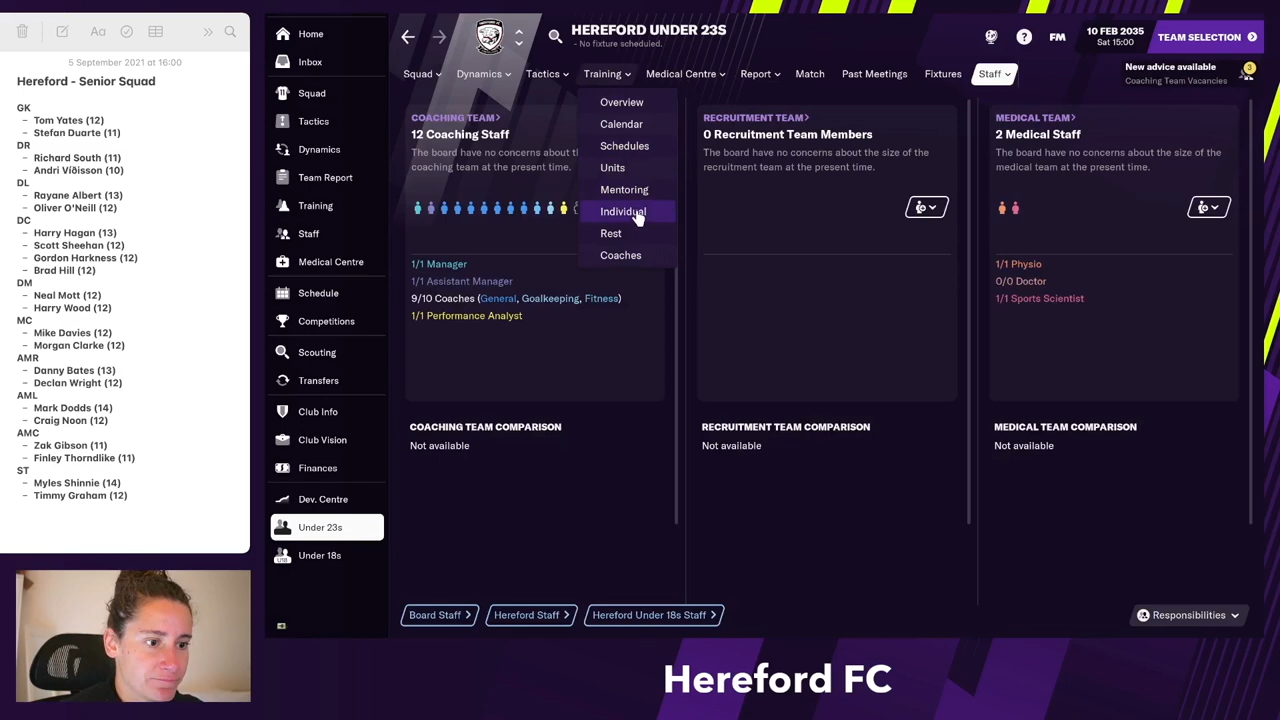 5 September 2021 at 16:00
Hereford - Senior Squad
GK
- Tom Yates (12)
- Stefan Duarte (11)
DR
- Richard South (11)
- Andri Víðisson (10)
DL
- Rayane Albert (13)
- Oliver O'Neill (12)
DC
- Harry Hagan (13)
- Scott Sheehan (12)
- Gordon Harkness (12)
- Brad Hill (12)
DM
- Neal Mott (12)
- Harry Wood (12)
MC
- Mike Davies (12)
- Morgan Clarke (12)
AMR
- Danny Bates (13)
- Declan Wright (12)
AML
- Mark Dodds (14)
- Craig Noon (12)
AMC
- Zak Gibson (11)
- Finley Thorndlike (11)
ST
- Myles Shinnie (14)
- Timmy Graham (12)
Home
Inbox
Squad
Tactics
Dynamics
Team Report
Training
Staff
Medical Centre
Schedule
Competitions
Scouting
Transfers
Club Info
Club Vision
Finances
Dev. Centre
Under 23s
Under 18s
HEREFORD UNDER 23S
- No fixture scheduled.
FM
10 FEB 2035
Sat 15:00
TEAM SELECTION
Squad
Dynamics
Tactics
Training
Medical Centre
Report
Match
Past Meetings
Fixtures
Staff
New advice available
Coaching Team Vacancies
3
Overview
Calendar
Schedules
Units
Mentoring
Individual
Rest
Coaches
COACHING TEAM>
12 Coaching Staff
The board have no concerns about t
coaching team at the present time.
1/1 Manager
1/1 Assistant Manager
9/10 Coaches (General, Goalkeeping, Fitness)
1/1 Performance Analyst
RECRUITMENT TEAM>
0 Recruitment Team Members
The board have no concerns about the size of the
recruitment team at the present time.
MEDICAL TEAM>
2 Medical Staff
The board have no concerns about the size of the
medical team at the present time.
1/1 Physio
0/0 Doctor
1/1 Sports Scientist
COACHING TEAM COMPARISON
Not available
RECRUITMENT TEAM COMPARISON
Not available
MEDICAL TEAM COMPARISON
Not available
Board Staff >
Hereford Staff >
Hereford Under 18s Staff >
Responsibilities
Hereford FC